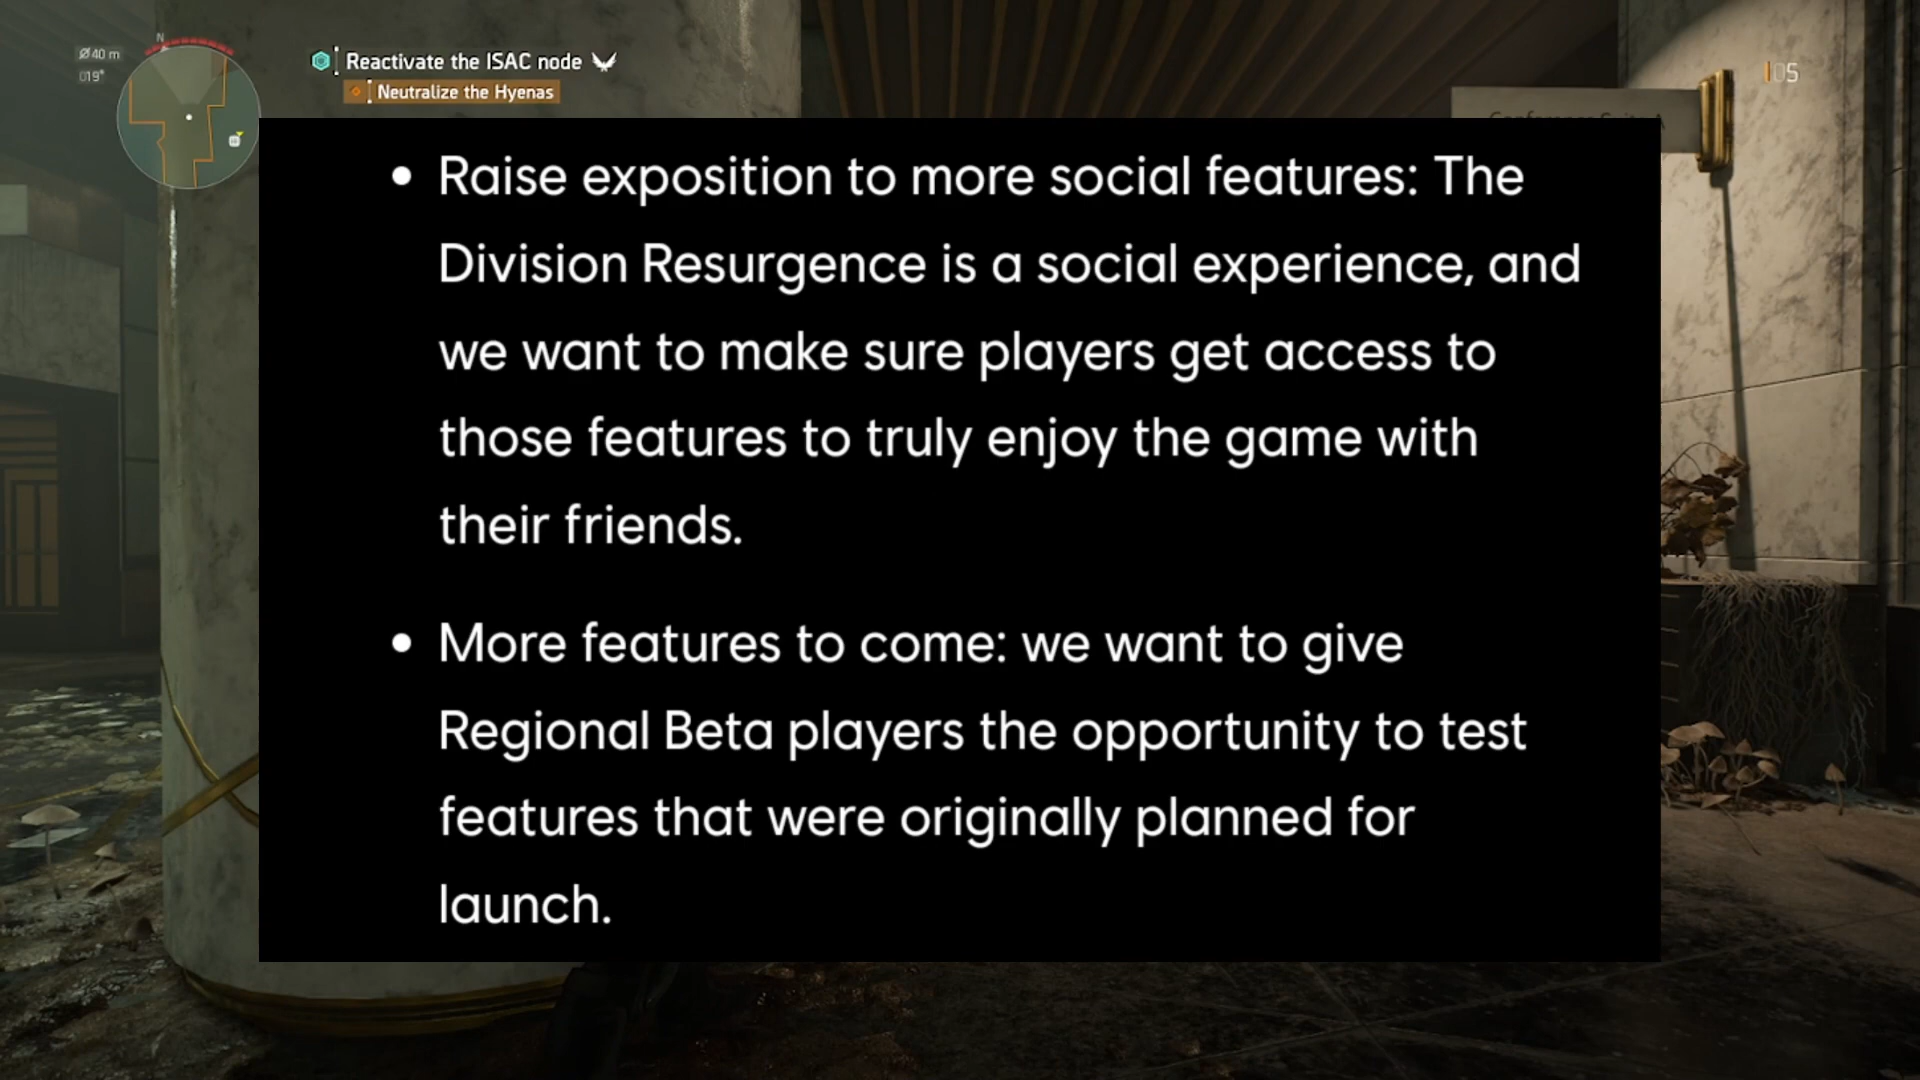 N
Ø40 m
019°
Reactivate the ISAC node
Neutralize the Hyenas
105
• Raise exposition to more social features: The
Division Resurgence is a social experience, and
we want to make sure players get access to
those features to truly enjoy the game with
their friends.
• More features to come: we want to give
Regional Beta players the opportunity to test
features that were originally planned for
launch.